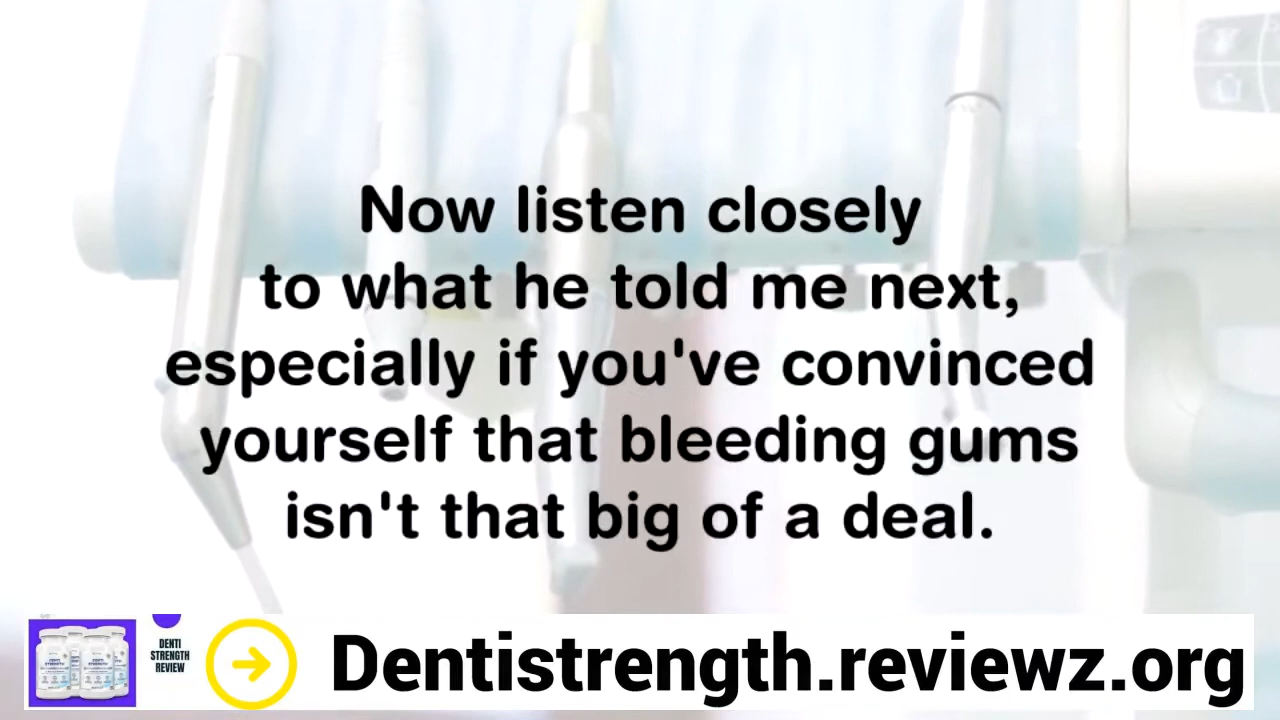 Now listen closely
to what he told me next,
especially if you've convinced
yourself that bleeding gums
isn't that big of a deal.
DENTI
STRENGTH
REVIEW
Dentistrength.reviewz.org